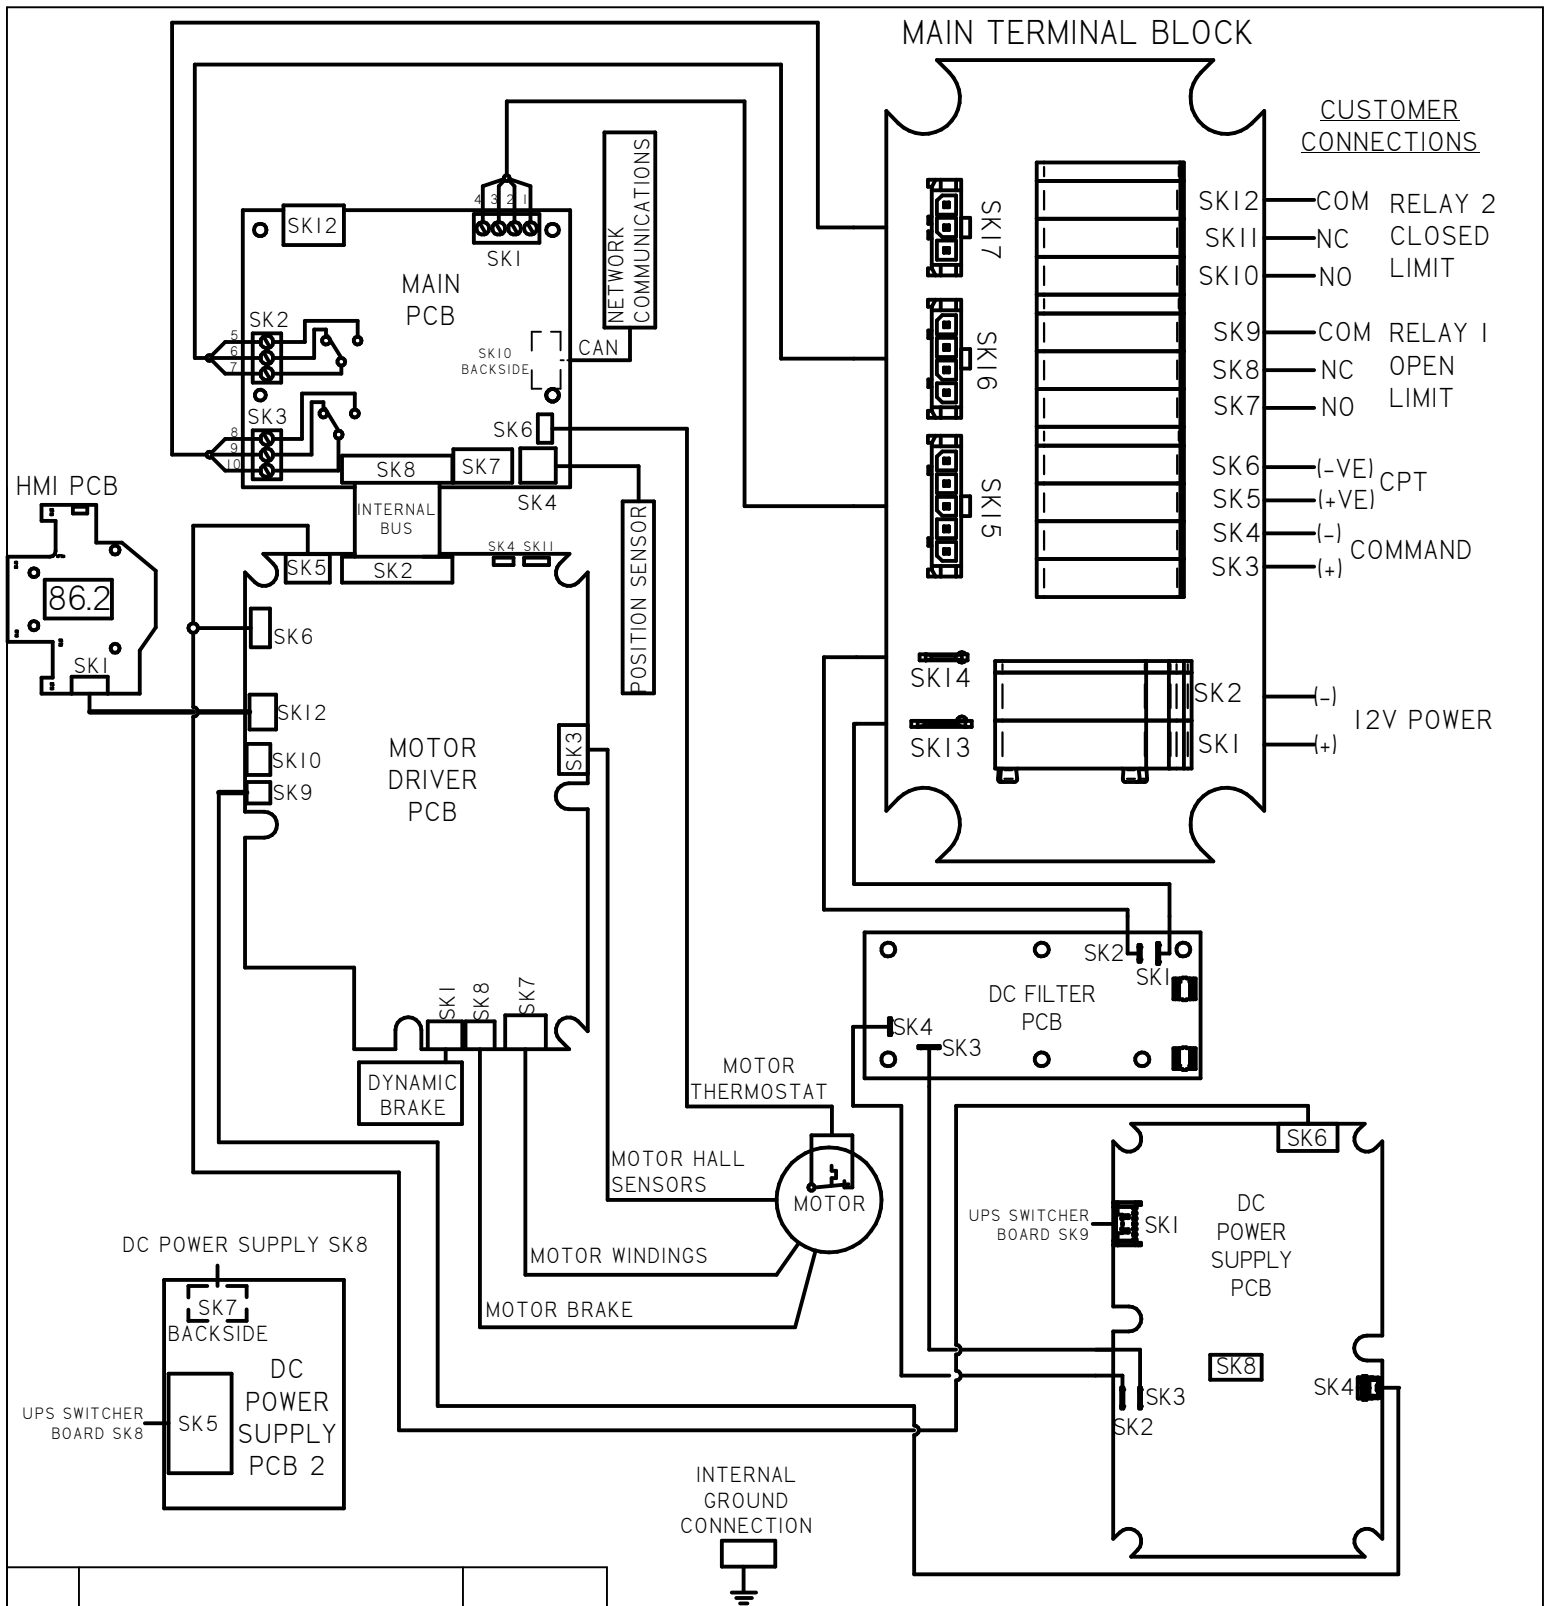 MAIN TERMINAL BLOCK
CUSTOMER
CONNECTIONS
SK12
COM
RELAY 2
SK11
NC
CLOSED
SK10
NO
LIMIT
SK9
COM
RELAY 1
SK8
NC
OPEN
SK7
NO
LIMIT
SK6
(-VE)
CPT
SK5
(+VE)
SK4
(-)
COMMAND
SK3
(+)
SK2
(-)
12V POWER
SK1
(+)
SK17
SK16
SK15
SK14
SK13
SK12
4 3 2 1
SK1
MAIN
PCB
NETWORK
COMMUNICATIONS
SK2
5
6
7
SK10
BACKSIDE
CAN
SK3
8
9
10
SK6
SK8
SK7
SK4
INTERNAL
BUS
POSITION SENSOR
HMI PCB
86.2
SK1
SK5
SK2
SK4 SK11
SK6
SK12
SK10
SK9
SK3
MOTOR
DRIVER
PCB
SK1
SK8
SK7
DYNAMIC
BRAKE
MOTOR
THERMOSTAT
MOTOR HALL
SENSORS
MOTOR
MOTOR WINDINGS
MOTOR BRAKE
SK2
SK1
DC FILTER
PCB
SK4
SK3
SK6
UPS SWITCHER
BOARD SK9
SK1
DC
POWER
SUPPLY
PCB
SK8
SK4
SK3
SK2
DC POWER SUPPLY SK8
SK7
BACKSIDE
DC
POWER
SUPPLY
PCB 2
UPS SWITCHER
BOARD SK8
SK5
INTERNAL
GROUND
CONNECTION